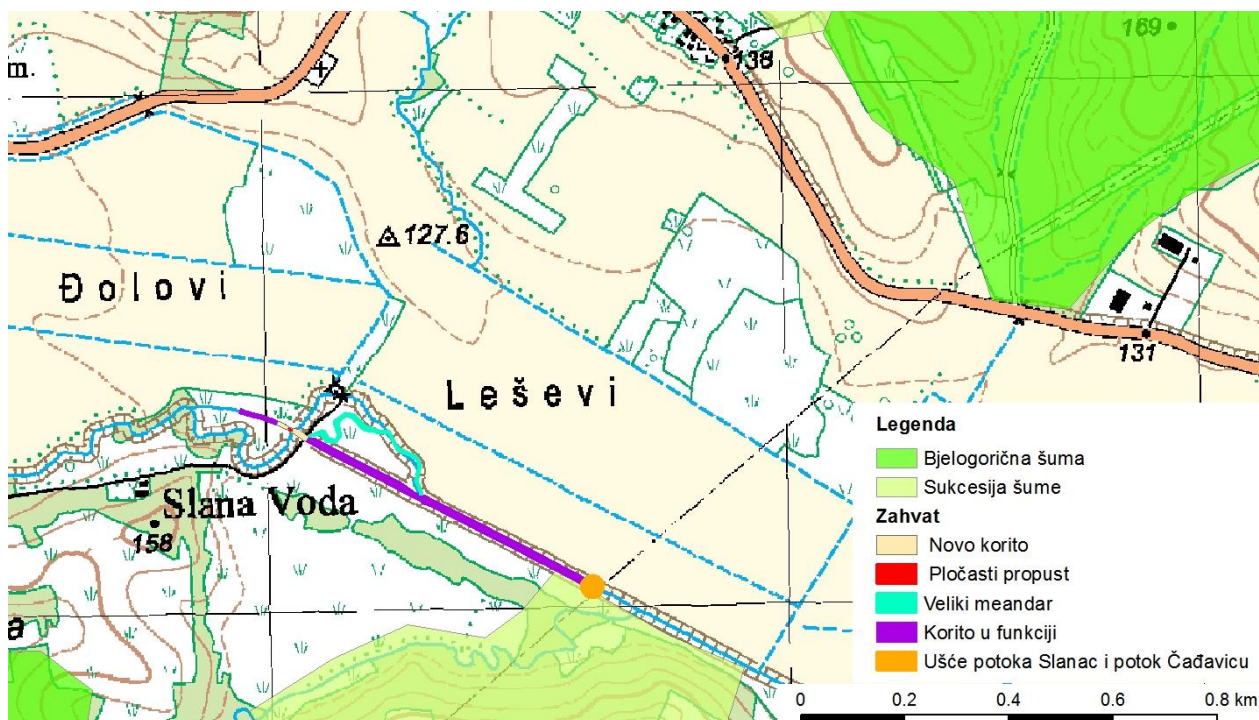 169
138
m.
127.6
Đolovi
Leševi
131
Slana Voda
158
a
Legenda
Bjelogorična šuma
Sukcesija šume
Zahvat
Novo korito
Pločasti propust
Veliki meandar
Korito u funkciji
Ušće potoka Slanac i potok Čađavicu
0 0.2 0.4 0.6 0.8 km